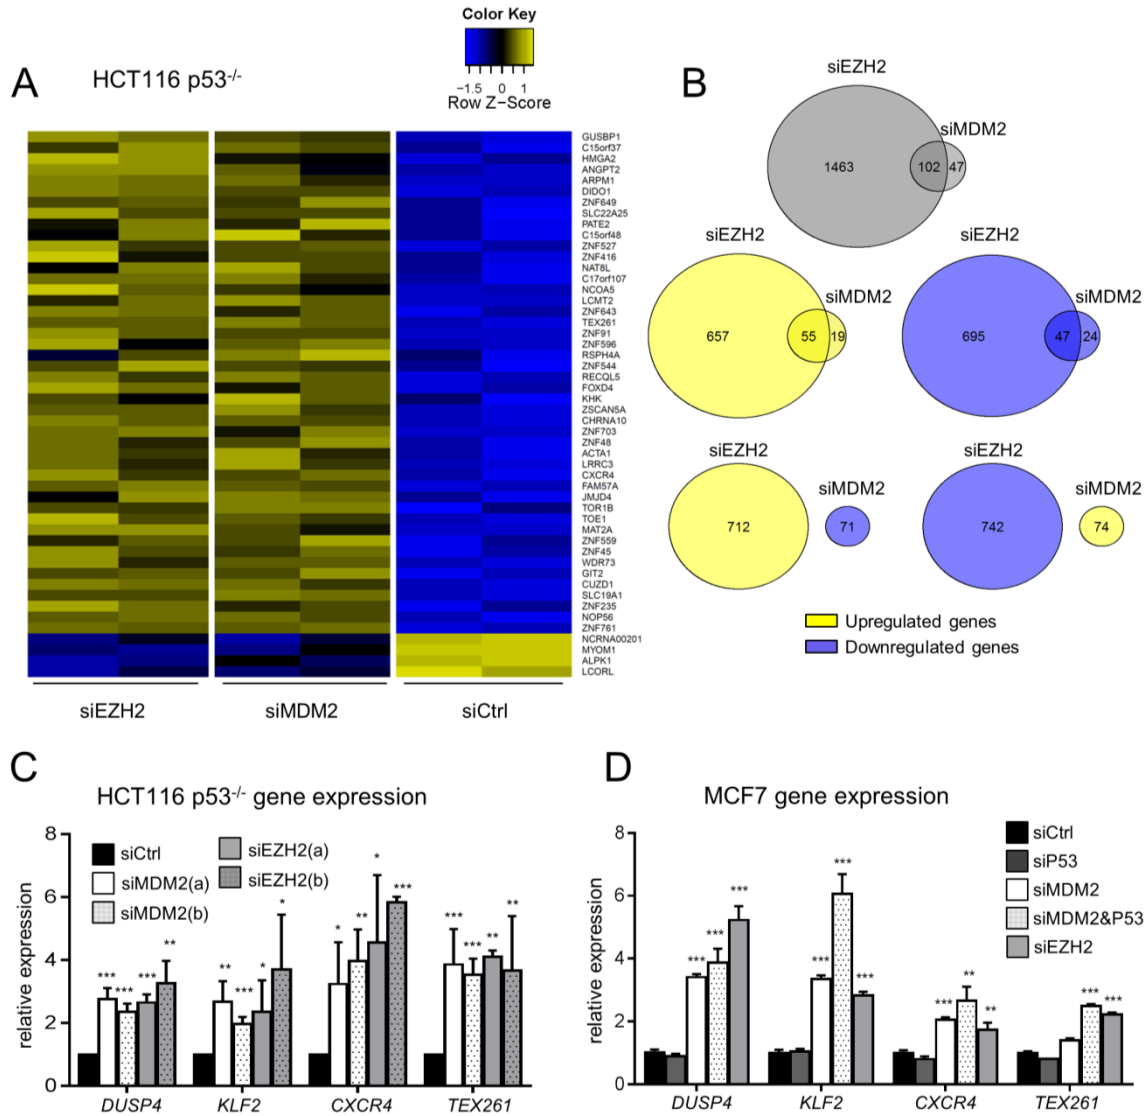 Color Key
-1.5 0 1
Row Z-Score
A
HCT116 p53-/-
GUSBP1
C15orf37
HMGA2
ANGPT2
ARPM1
DIDO1
ZNF649
SLC22A25
PATE2
C15orf48
ZNF527
ZNF416
NAT8L
C17orf107
NCOA5
LCMT2
ZNF643
TEX261
ZNF91
ZNF596
RSPH4A
ZNF544
RECQL5
FOXD4
KHK
ZSCAN5A
CHRNA10
ZNF703
ZNF48
ACTA1
LRRC3
CXCR4
FAM57A
JMJD4
TOR1B
TOE1
MAT2A
ZNF559
ZNF45
WDR73
GIT2
CUZD1
SLC19A1
ZNF235
NOP56
ZNF761
NCRNA00201
MYOM1
ALPK1
LCORL
siEZH2 siMDM2 siCtrl
B
siEZH2
siMDM2
1463 102 47
siEZH2 siEZH2
siMDM2 siMDM2
657 55 19 695 47 24
siEZH2 siEZH2
siMDM2 siMDM2
712 71 742 74
Upregulated genes
Downregulated genes
C
HCT116 p53-/- gene expression
siCtrl
siMDM2(a)
siMDM2(b)
siEZH2(a)
siEZH2(b)
relative expression
8
6
4
2
0
*** *** *** **
** *** * *
* ** * ***
*** *** ** **
DUSP4 KLF2 CXCR4 TEX261
D
MCF7 gene expression
siCtrl
siP53
siMDM2
siMDM2&P53
siEZH2
relative expression
8
6
4
2
0
*** *** ***
*** *** ***
*** ** **
*** ***
DUSP4 KLF2 CXCR4 TEX261